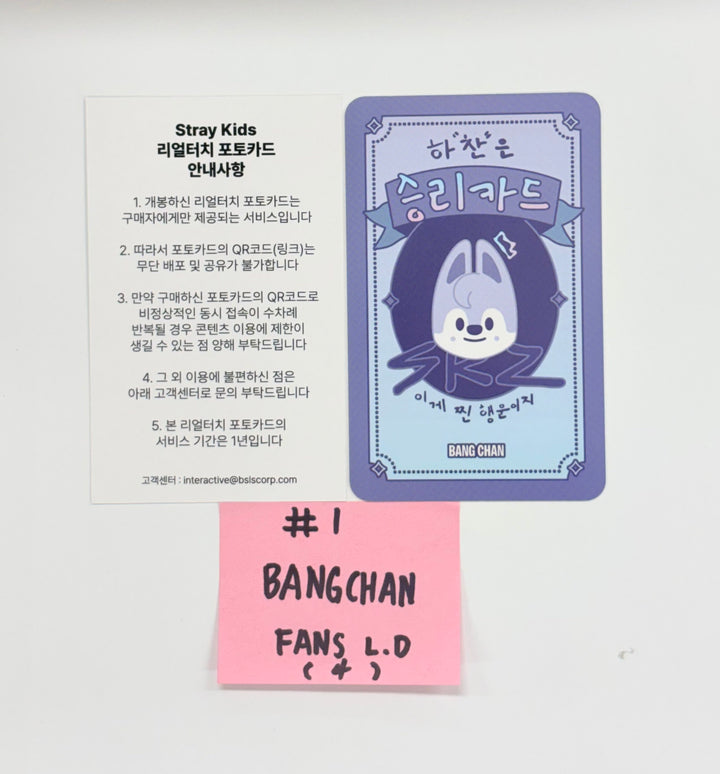 Stray Kids
리얼터치 포토카드
안내사항
1. 개봉하신 리얼터치 포토카드는
구매자에게만 제공되는 서비스입니다
2. 따라서 포토카드의 QR코드(링크)는
무단 배포 및 공유가 불가합니다
3. 만약 구매하신 포토카드의 QR코드로
비정상적인 동시 접속이 수차례
반복될 경우 콘텐츠 이용에 제한이
생길 수 있는 점 양해 부탁드립니다
4. 그 외 이용에 불편하신 점은
아래 고객센터로 문의 부탁드립니다
5. 본 리얼터치 포토카드의
서비스 기간은 1년입니다
고객센터 : interactive@bslscorp.com
하"찬"은
승리카드
SKZ
이게 찐 행운이지
BANG CHAN
#1
BANGCHAN
FANS L.D
(4)